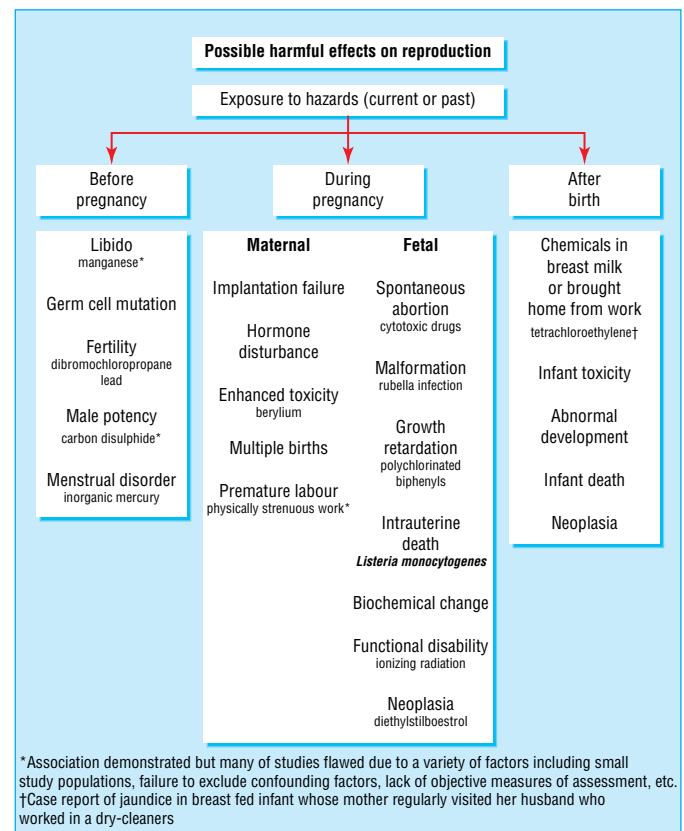 Possible harmful effects on reproduction
Exposure to hazards (current or past)
Before
pregnancy
During
pregnancy
After
birth
Libido
manganese*
Germ cell mutation
Fertility
dibromochloropropane
lead
Male potency
carbon disulphide*
Menstrual disorder
inorganic mercury
Maternal
Implantation failure
Hormone
disturbance
Enhanced toxicity
berylium
Multiple births
Premature labour
physically strenuous work*
Fetal
Spontaneous
abortion
cytotoxic drugs
Malformation
rubella infection
Growth
retardation
polychlorinated
biphenyls
Intrauterine
death
Listeria monocytogenes
Biochemical change
Functional disability
ionizing radiation
Neoplasia
diethylstilboestrol
Chemicals in
breast milk
or brought
home from work
tetrachloroethylene†
Infant toxicity
Abnormal
development
Infant death
Neoplasia
*Association demonstrated but many of studies flawed due to a variety of factors including small
study populations, failure to exclude confounding factors, lack of objective measures of assessment, etc.
†Case report of jaundice in breast fed infant whose mother regularly visited her husband who
worked in a dry-cleaners